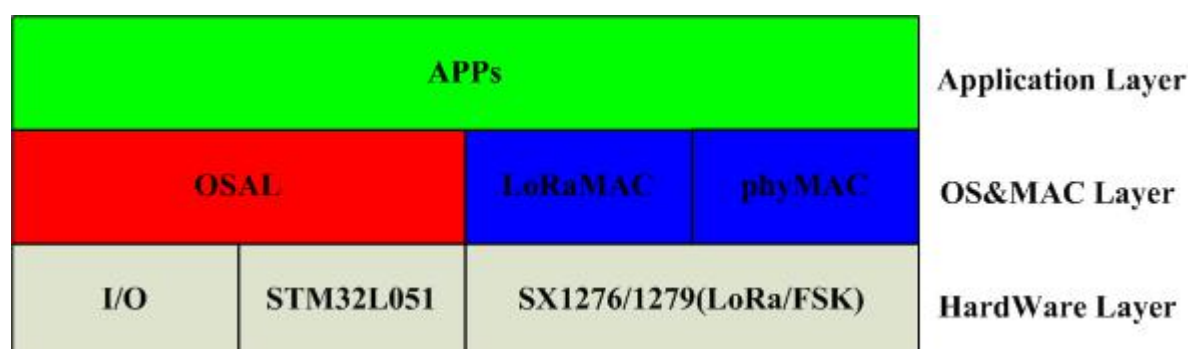 APPs
Application Layer
OSAL
LoRaMAC
phyMAC
OS&MAC Layer
I/O
STM32L051
SX1276/1279(LoRa/FSK)
HardWare Layer